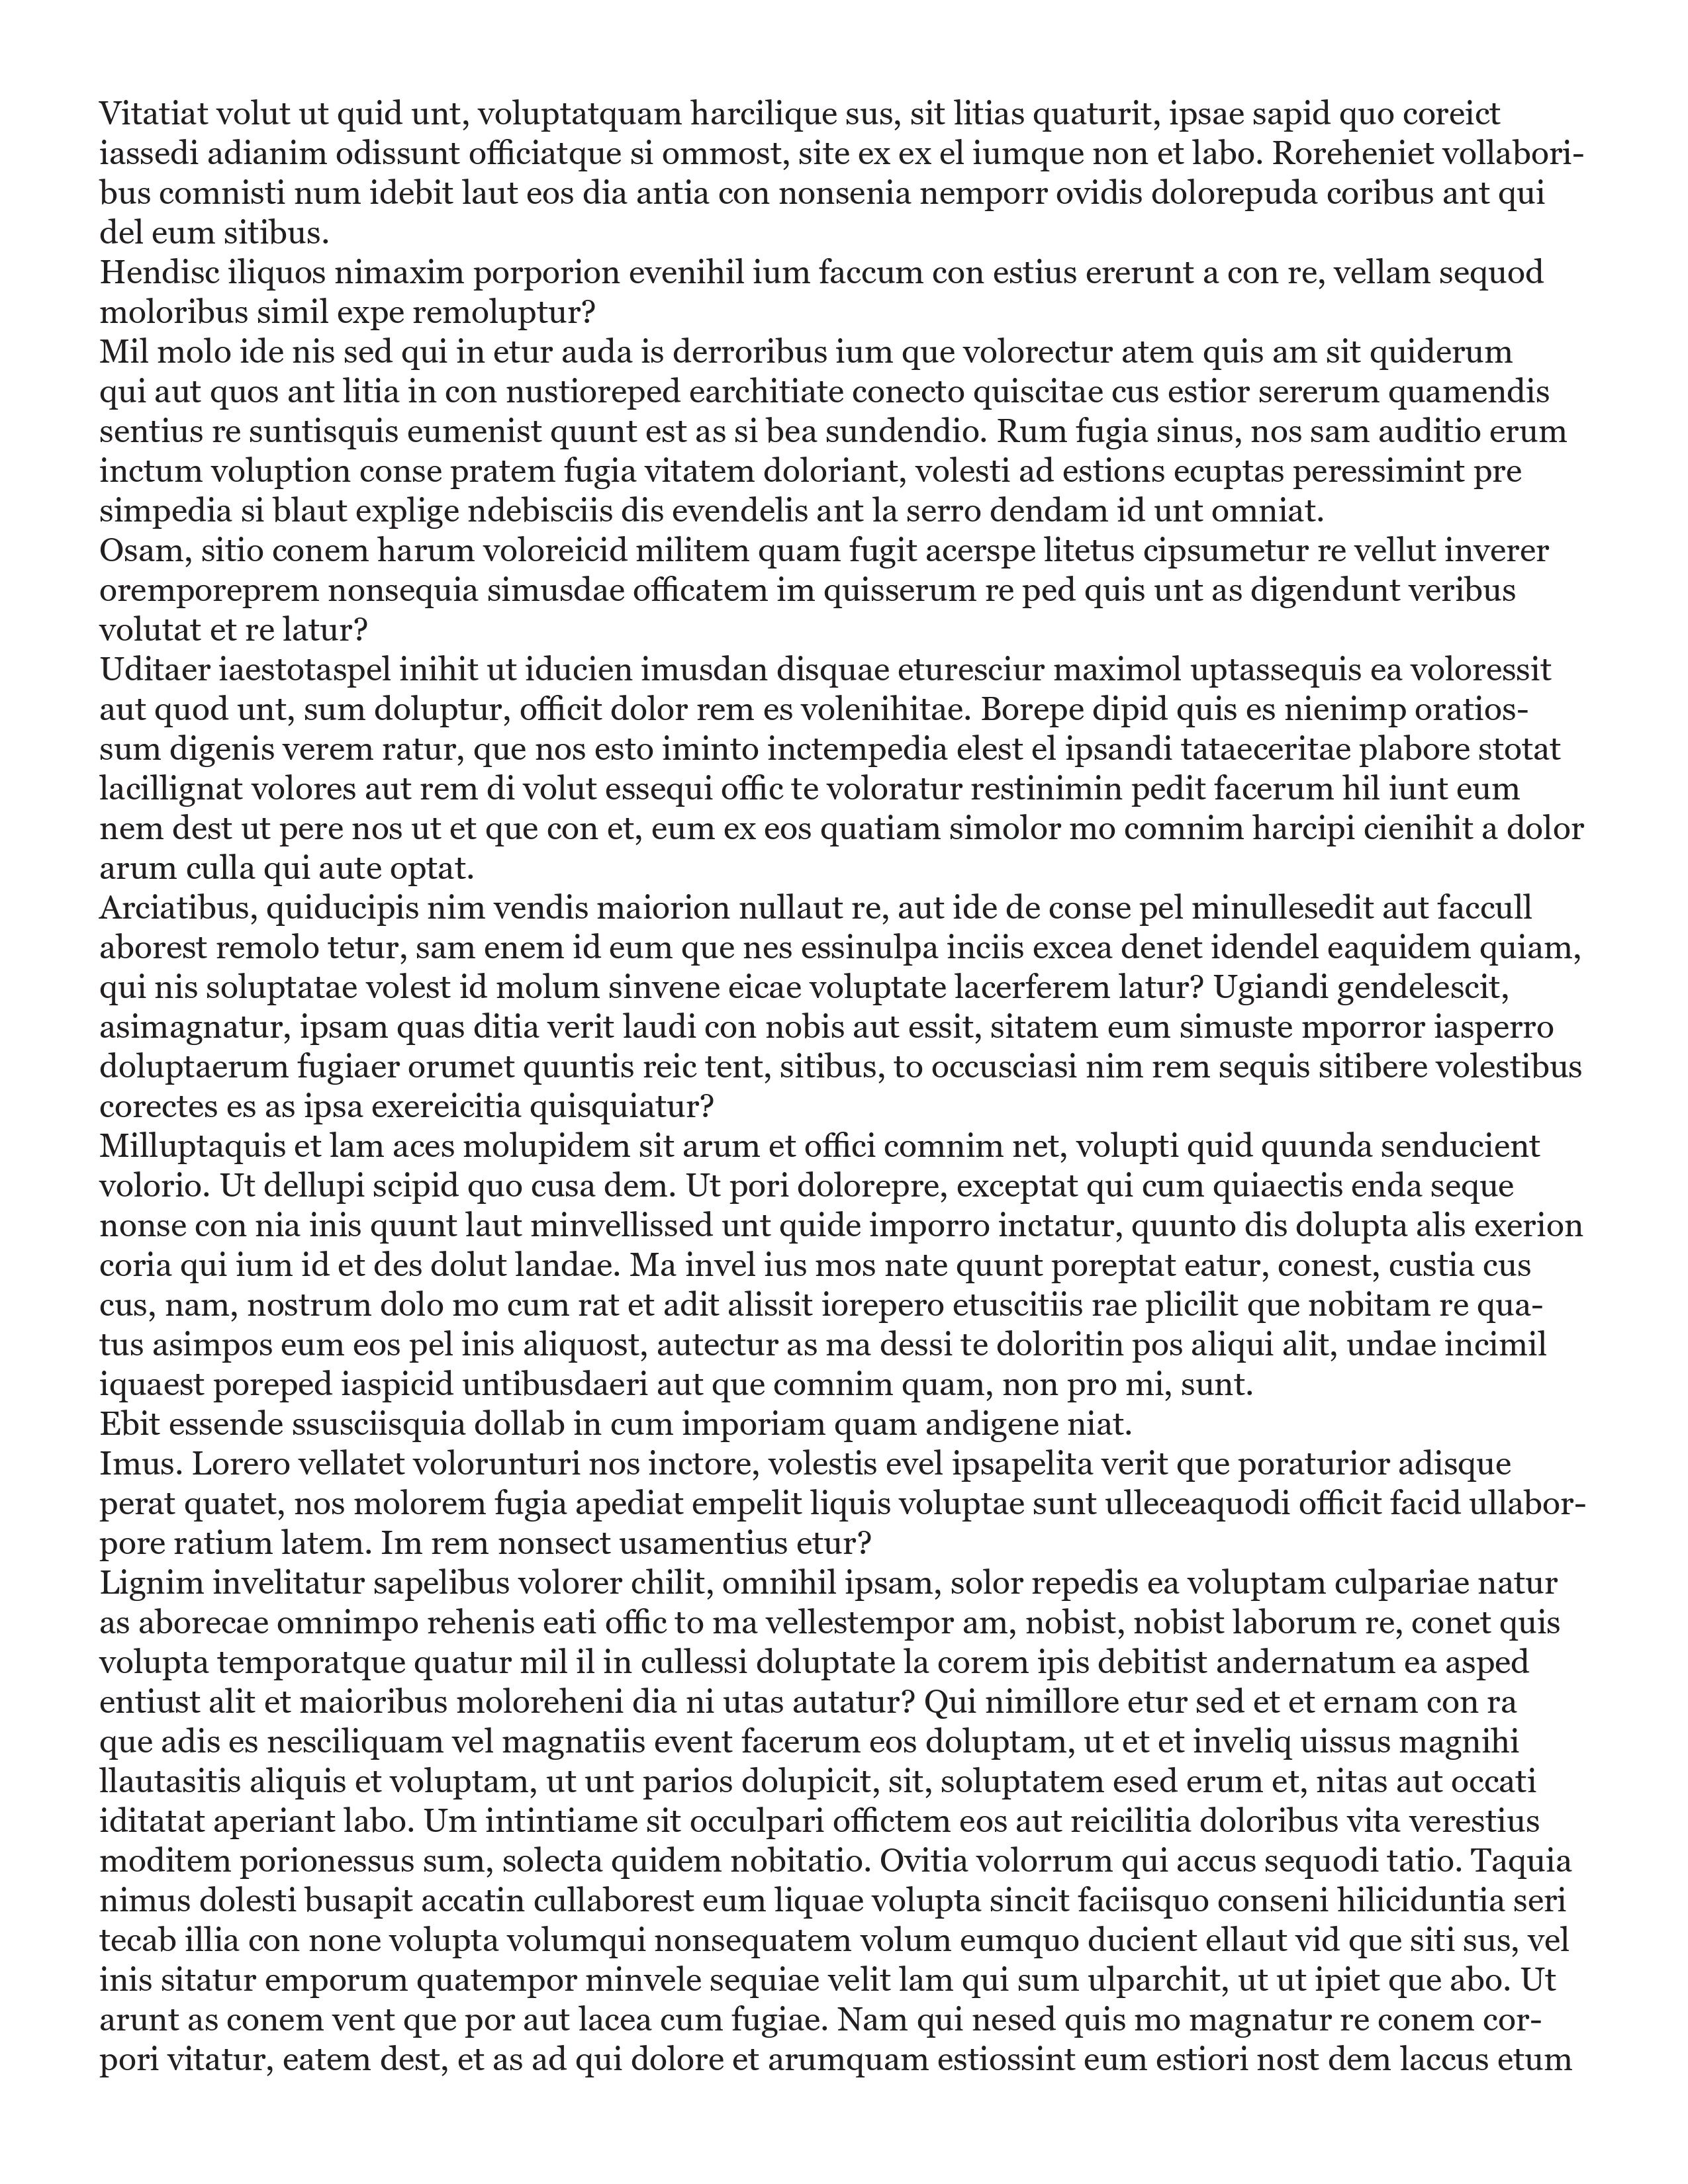 Vitatiat volut ut quid unt, voluptatquam harcilique sus, sit litias quaturit, ipsae sapid quo coreict
iassedi adianim odissunt officiatque si ommost, site ex ex el iumque non et labo. Roreheniet vollabori-
bus comnisti num idebit laut eos dia antia con nonsenia nemporr ovidis dolorepuda coribus ant qui
del eum sitibus.
Hendisc iliquos nimaxim porporion evenihil ium faccum con estius ererunt a con re, vellam sequod
moloribus simil expe remoluptur?
Mil molo ide nis sed qui in etur auda is derroribus ium que volorectur atem quis am sit quiderum
qui aut quos ant litia in con nustioreped earchitiate conecto quiscitae cus estior sererum quamendis
sentius re suntisquis eumenist quunt est as si bea sundendio. Rum fugia sinus, nos sam auditio erum
inctum voluption conse pratem fugia vitatem doloriant, volesti ad estions ecuptas peressimint pre
simpedia si blaut explige ndebisciis dis evendelis ant la serro dendam id unt omniat.
Osam, sitio conem harum voloreicid militem quam fugit acerspe litetus cipsumetur re vellut inverer
oremporeprem nonsequia simusdae officatem im quisserum re ped quis unt as digendunt veribus
volutat et re latur?
Uditaer iaestotaspel inihit ut iducien imusdan disquae eturesciur maximol uptassequis ea voloressit
aut quod unt, sum doluptur, officit dolor rem es volenihitae. Borepe dipid quis es nienimp oratios-
sum digenis verem ratur, que nos esto iminto inctempedia elest el ipsandi tataeceritae plabore stotat
lacillignat volores aut rem di volut essequi offic te voloratur restinimin pedit facerum hil iunt eum
nem dest ut pere nos ut et que con et, eum ex eos quatiam simolor mo comnim harcipi cienihit a dolor
arum culla qui aute optat.
Arciatibus, quiducipis nim vendis maiorion nullaut re, aut ide de conse pel minullesedit aut faccull
aborest remolo tetur, sam enem id eum que nes essinulpa inciis excea denet idendel eaquidem quiam,
qui nis soluptatae volest id molum sinvene eicae voluptate lacerferem latur? Ugiandi gendelescit,
asimagnatur, ipsam quas ditia verit laudi con nobis aut essit, sitatem eum simuste mporror iasperro
doluptaerum fugiaer orumet quuntis reic tent, sitibus, to occusciasi nim rem sequis sitibere volestibus
corectes es as ipsa exereicitia quisquiatur?
Milluptaquis et lam aces molupidem sit arum et offici comnim net, volupti quid quunda senducient
volorio. Ut dellupi scipid quo cusa dem. Ut pori dolorepre, exceptat qui cum quiaectis enda seque
nonse con nia inis quunt laut minvellissed unt quide imporro inctatur, quunto dis dolupta alis exerion
coria qui ium id et des dolut landae. Ma invel ius mos nate quunt poreptat eatur, conest, custia cus
cus, nam, nostrum dolo mo cum rat et adit alissit iorepero etuscitiis rae plicilit que nobitam re qua-
tus asimpos eum eos pel inis aliquost, autectur as ma dessi te doloritin pos aliqui alit, undae incimil
iquaest poreped iaspicid untibusdaeri aut que comnim quam, non pro mi, sunt.
Ebit essende ssusciisquia dollab in cum imporiam quam andigene niat.
Imus. Lorero vellatet volorunturi nos inctore, volestis evel ipsapelita verit que poraturior adisque
perat quatet, nos molorem fugia apediat empelit liquis voluptae sunt ulleceaquodi officit facid ullabor-
pore ratium latem. Im rem nonsect usamentius etur?
Lignim invelitatur sapelibus volorer chilit, omnihil ipsam, solor repedis ea voluptam culpariae natur
as aborecae omnimpo rehenis eati offic to ma vellestempor am, nobist, nobist laborum re, conet quis
volupta temporatque quatur mil il in cullessi doluptate la corem ipis debitist andernatum ea asped
entiust alit et maioribus moloreheni dia ni utas autatur? Qui nimillore etur sed et et ernam con ra
que adis es nesciliquam vel magnatiis event facerum eos doluptam, ut et et inveliq uissus magnihi
llautasitis aliquis et voluptam, ut unt parios dolupicit, sit, soluptatem esed erum et, nitas aut occati
iditatat aperiant labo. Um intintiame sit occulpari offictem eos aut reicilitia doloribus vita verestius
moditem porionessus sum, solecta quidem nobitatio. Ovitia volorrum qui accus sequodi tatio. Taquia
nimus dolesti busapit accatin cullaborest eum liquae volupta sincit faciisquo conseni hiliciduntia seri
tecab illia con none volupta volumqui nonsequatem volum eumquo ducient ellaut vid que siti sus, vel
inis sitatur emporum quatempor minvele sequiae velit lam qui sum ulparchit, ut ut ipiet que abo. Ut
arunt as conem vent que por aut lacea cum fugiae. Nam qui nesed quis mo magnatur re conem cor-
pori vitatur, eatem dest, et as ad qui dolore et arumquam estiossint eum estiori nost dem laccus etum